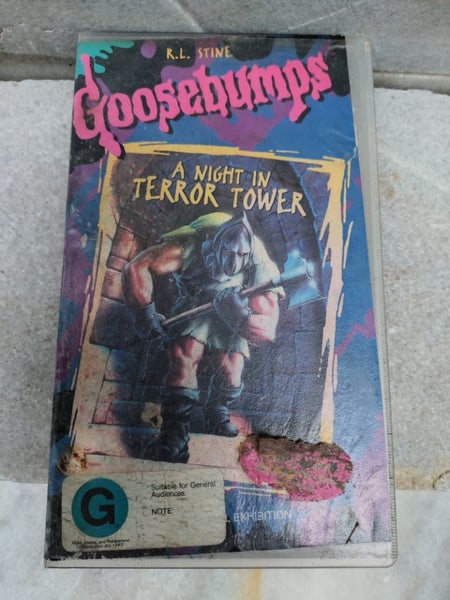 R.L. STINE
Goosebumps
A NIGHT IN
TERROR TOWER
G
Suitable for General
Audiences
NOTE:
EXHIBITION